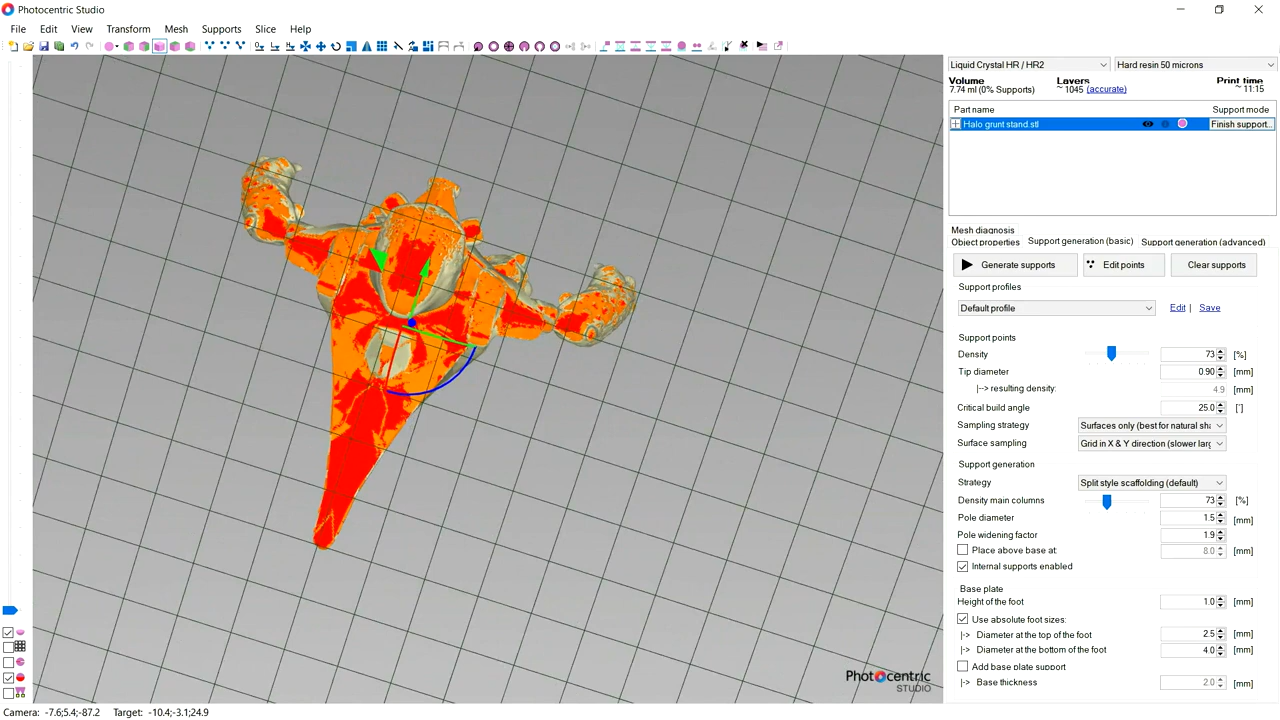 Photocentric Studio
File Edit View Transform Mesh Supports Slice Help
Liquid Crystal HR / HR2 Hard resin 50 microns
Volume Layers Print time
7.74 ml (0% Supports) ~ 1045 (accurate) ~ 11:15
Part name Support mode
Halo grunt stand.stl Finish support...
Mesh diagnosis
Object properties Support generation (basic) Support generation (advanced)
Generate supports Edit points Clear supports
Support profiles
Default profile Edit | Save
Support points
Density 73 [%]
Tip diameter 0.90 [mm]
|--> resulting density: 4.9 [mm]
Critical build angle 25.0 [°]
Sampling strategy Surfaces only (best for natural sha
Surface sampling Grid in X & Y direction (slower larg
Support generation
Strategy Split style scaffolding (default)
Density main columns 73 [%]
Pole diameter 1.5 [mm]
Pole widening factor 1.9 [mm]
Place above base at: 8.0 [mm]
Internal supports enabled
Base plate
Height of the foot 1.0 [mm]
Use absolute foot sizes:
|-> Diameter at the top of the foot 2.5 [mm]
|-> Diameter at the bottom of the foot 4.0 [mm]
Add base plate support
|-> Base thickness 2.0 [mm]
Photocentric
STUDIO
Camera: -7.6;5.4;-87.2 Target: -10.4;-3.1;24.9